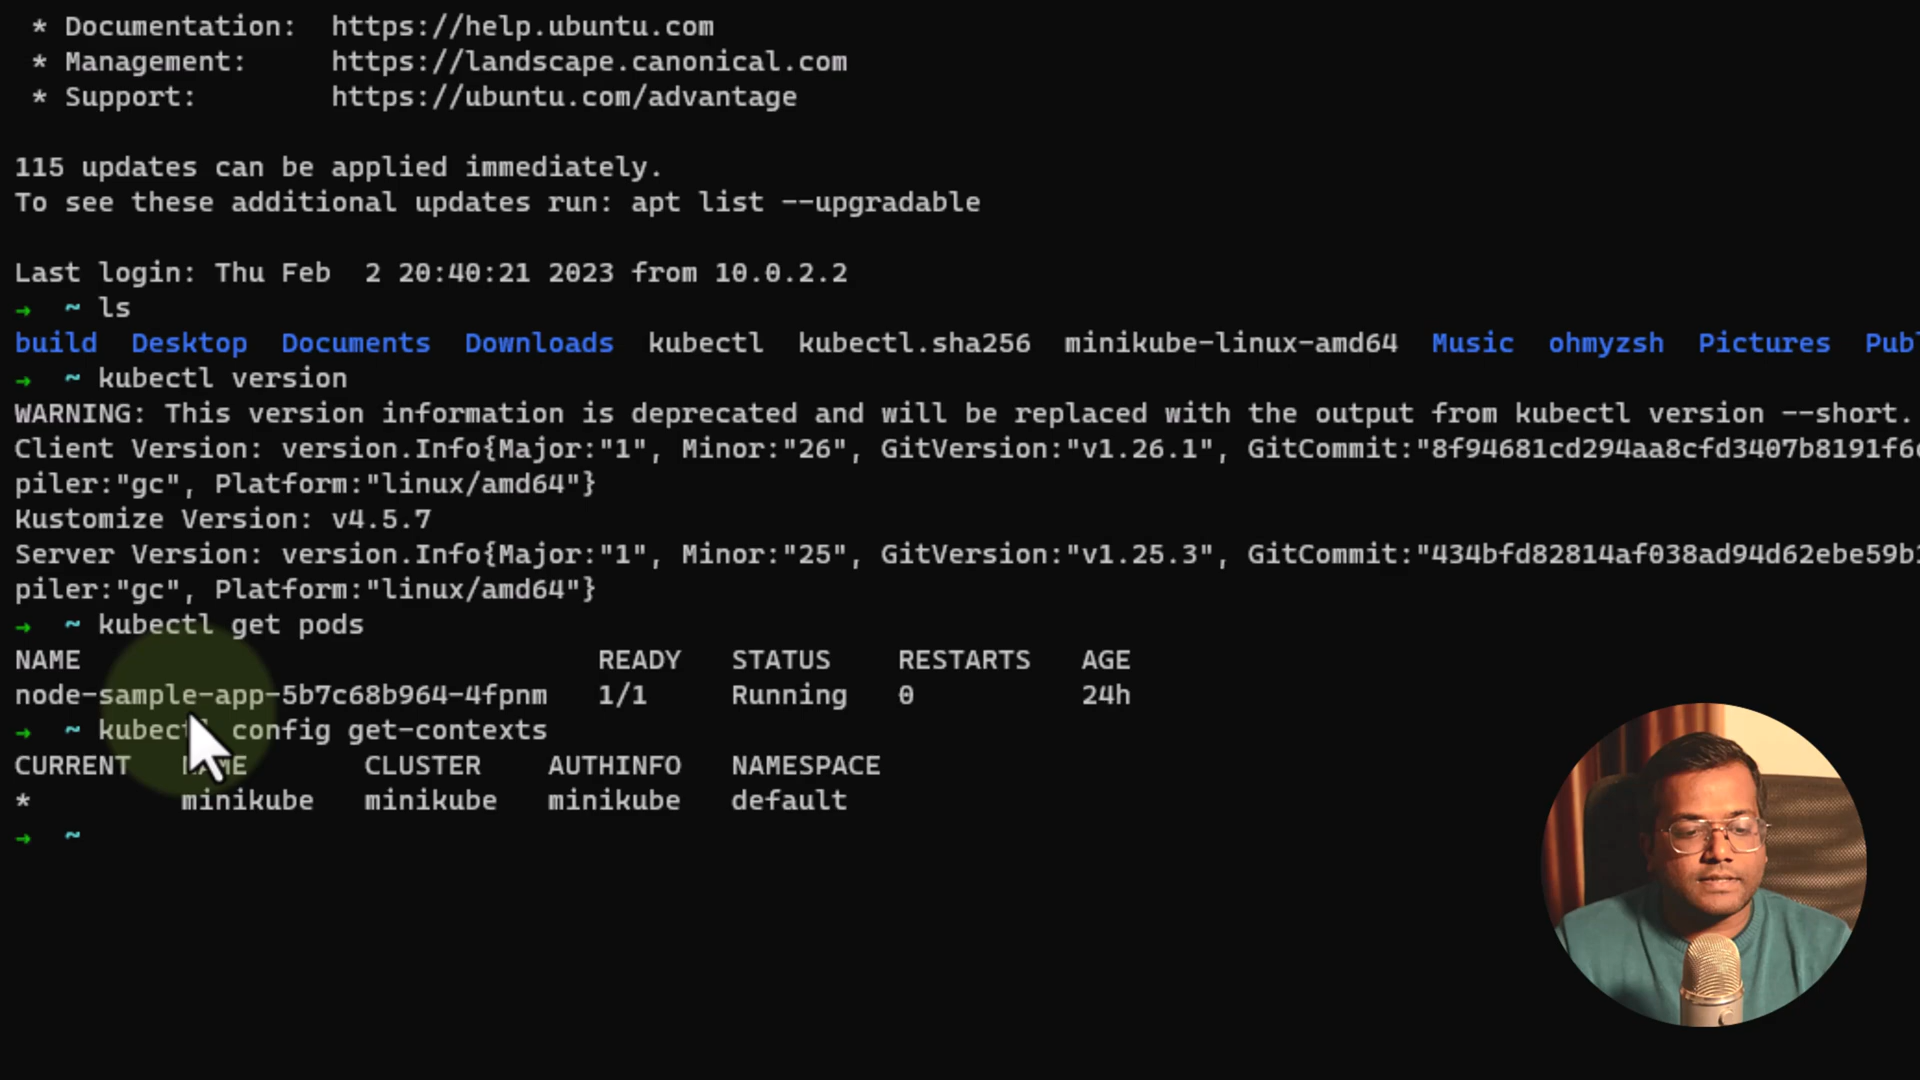 * Documentation:  https://help.ubuntu.com
* Management:     https://landscape.canonical.com
* Support:        https://ubuntu.com/advantage
115 updates can be applied immediately.
To see these additional updates run: apt list --upgradable
Last login: Thu Feb  2 20:40:21 2023 from 10.0.2.2
→  ~ ls
build  Desktop  Documents  Downloads  kubectl  kubectl.sha256  minikube-linux-amd64  Music  ohmyzsh  Pictures  Publ
→  ~ kubectl version
WARNING: This version information is deprecated and will be replaced with the output from kubectl version --short.
Client Version: version.Info{Major:"1", Minor:"26", GitVersion:"v1.26.1", GitCommit:"8f94681cd294aa8cfd3407b8191f6c
piler:"gc", Platform:"linux/amd64"}
Kustomize Version: v4.5.7
Server Version: version.Info{Major:"1", Minor:"25", GitVersion:"v1.25.3", GitCommit:"434bfd82814af038ad94d62ebe59b1
piler:"gc", Platform:"linux/amd64"}
→  ~ kubectl get pods
NAME                               READY   STATUS    RESTARTS   AGE
node-sample-app-5b7c68b964-4fpnm   1/1     Running   0          24h
→  ~ kubectl config get-contexts
CURRENT   NAME       CLUSTER    AUTHINFO   NAMESPACE
*         minikube   minikube   minikube   default
→  ~